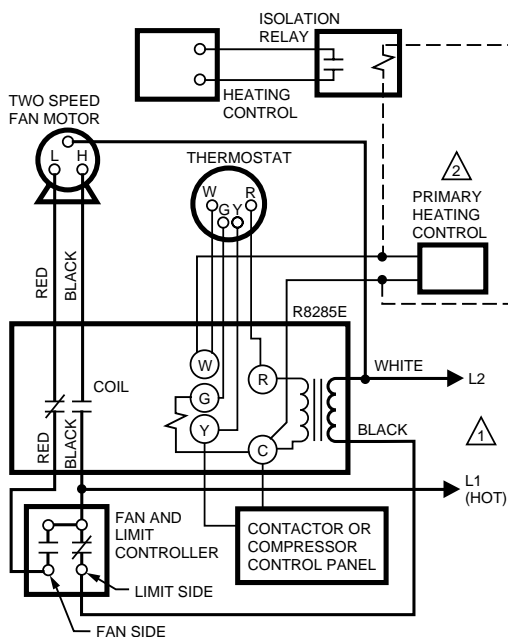 ISOLATION
RELAY
HEATING
CONTROL
TWO SPEED
FAN MOTOR
L H
THERMOSTAT
W R
G Y
2
PRIMARY
HEATING
CONTROL
RED
BLACK
R8285E
W
R
G
Y
C
COIL
WHITE
L2
BLACK
1
RED
BLACK
L1
(HOT)
FAN AND
LIMIT
CONTROLLER
CONTACTOR OR
COMPRESSOR
CONTROL PANEL
LIMIT SIDE
FAN SIDE